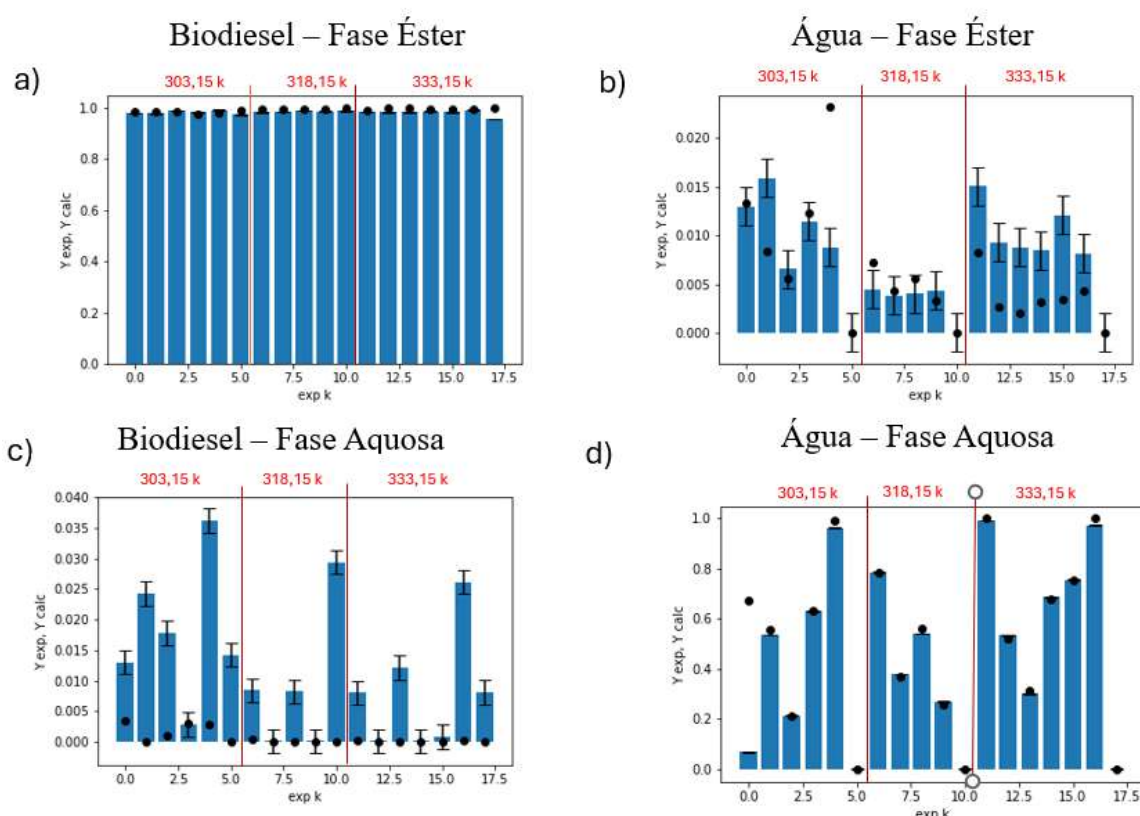 Biodiesel – Fase Éster
a)
303,15 k 318,15 k 333,15 k
1.0
0.8
0.6
0.4
0.2
0.0
Y exp, Y calc
0.0 2.5 5.0 7.5 10.0 12.5 15.0 17.5
exp k
Água – Fase Éster
b)
303,15 k 318,15 k 333,15 k
0.020
0.015
0.010
0.005
0.000
Y exp, Y calc
0.0 2.5 5.0 7.5 10.0 12.5 15.0 17.5
exp k
Biodiesel – Fase Aquosa
c)
303,15 k 318,15 k 333,15 k
0.040
0.035
0.030
0.025
0.020
0.015
0.010
0.005
0.000
Y exp, Y calc
0.0 2.5 5.0 7.5 10.0 12.5 15.0 17.5
exp k
Água – Fase Aquosa
d)
303,15 k 318,15 k 333,15 k
1.0
0.8
0.6
0.4
0.2
0.0
Y exp, Y calc
0.0 2.5 5.0 7.5 10.0 12.5 15.0 17.5
exp k